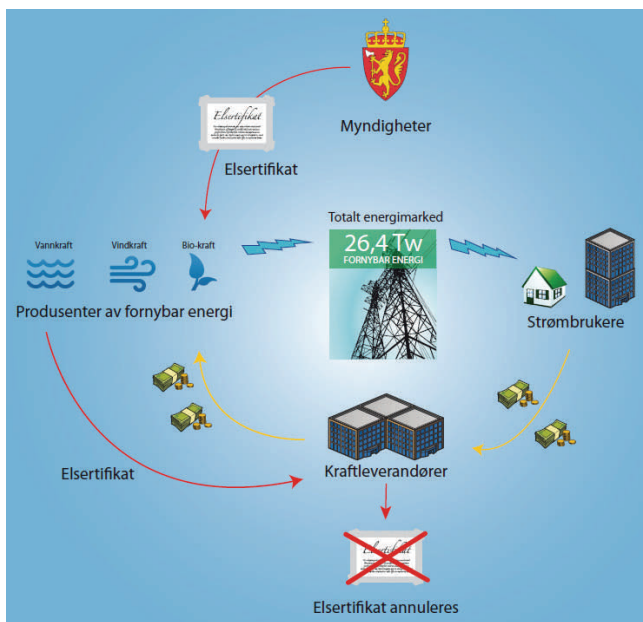 Myndigheter
Elsertifikat
Elsertifikat
Totalt energimarked
26,4 Tw
FORNYBAR ENERGI
Vannkraft
Vindkraft
Bio-kraft
Produsenter av fornybar energi
Strømbrukere
Elsertifikat
Kraftleverandører
Elsertifikat
Elsertifikat annuleres